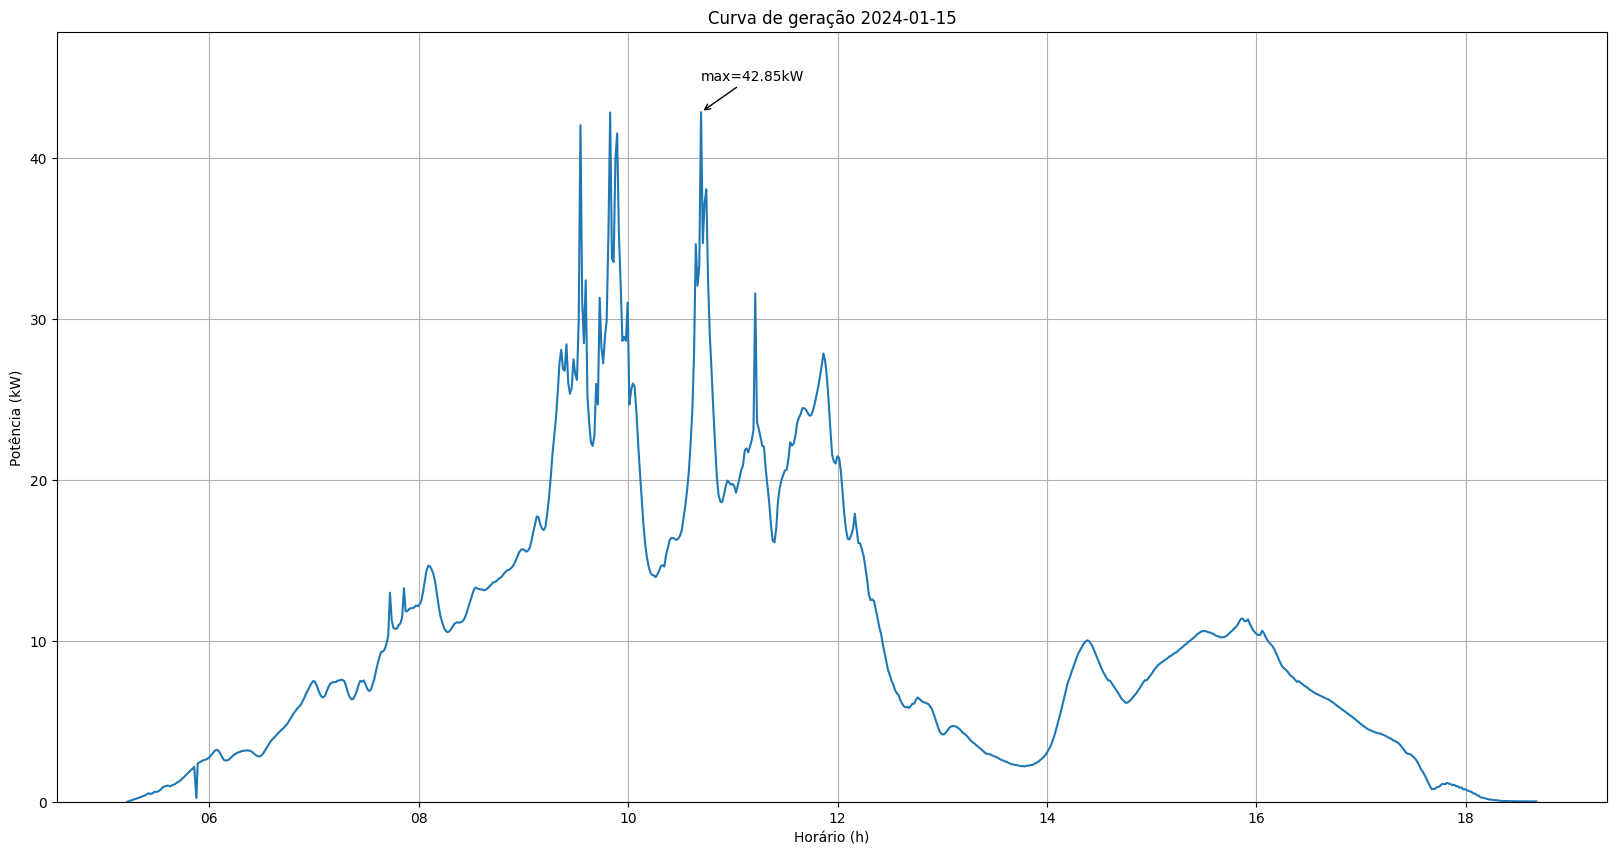 Curva de geração 2024-01-15
max=42.85kW
Potência (kW)
40
30
20
10
0
06 08 10 12 14 16 18
Horário (h)